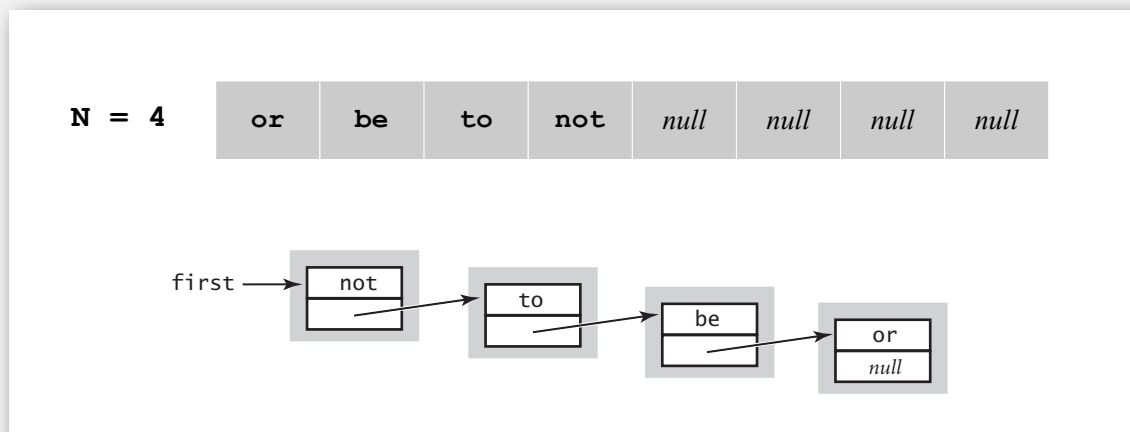 N = 4 or be to not null null null null
first not
to
be
or
null